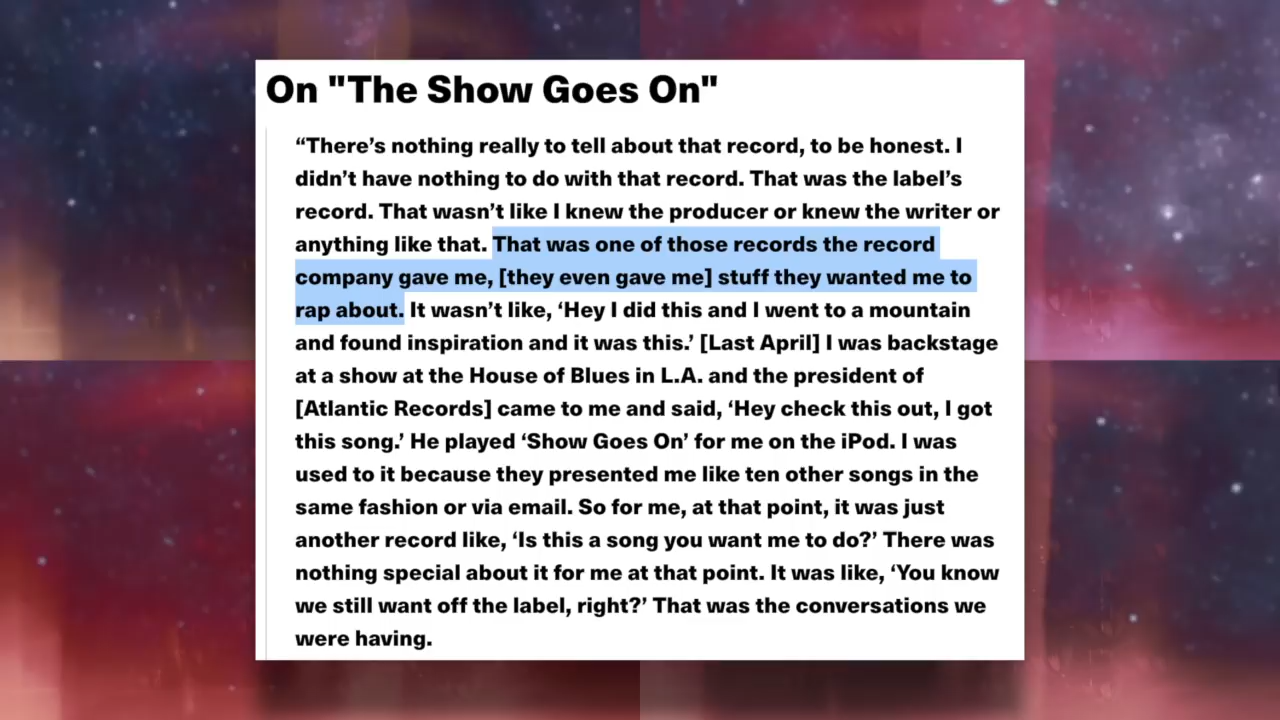 On "The Show Goes On"
“There’s nothing really to tell about that record, to be honest. I
didn’t have nothing to do with that record. That was the label’s
record. That wasn’t like I knew the producer or knew the writer or
anything like that. That was one of those records the record
company gave me, [they even gave me] stuff they wanted me to
rap about. It wasn’t like, ‘Hey I did this and I went to a mountain
and found inspiration and it was this.’ [Last April] I was backstage
at a show at the House of Blues in L.A. and the president of
[Atlantic Records] came to me and said, ‘Hey check this out, I got
this song.’ He played ‘Show Goes On’ for me on the iPod. I was
used to it because they presented me like ten other songs in the
same fashion or via email. So for me, at that point, it was just
another record like, ‘Is this a song you want me to do?’ There was
nothing special about it for me at that point. It was like, ‘You know
we still want off the label, right?’ That was the conversations we
were having.